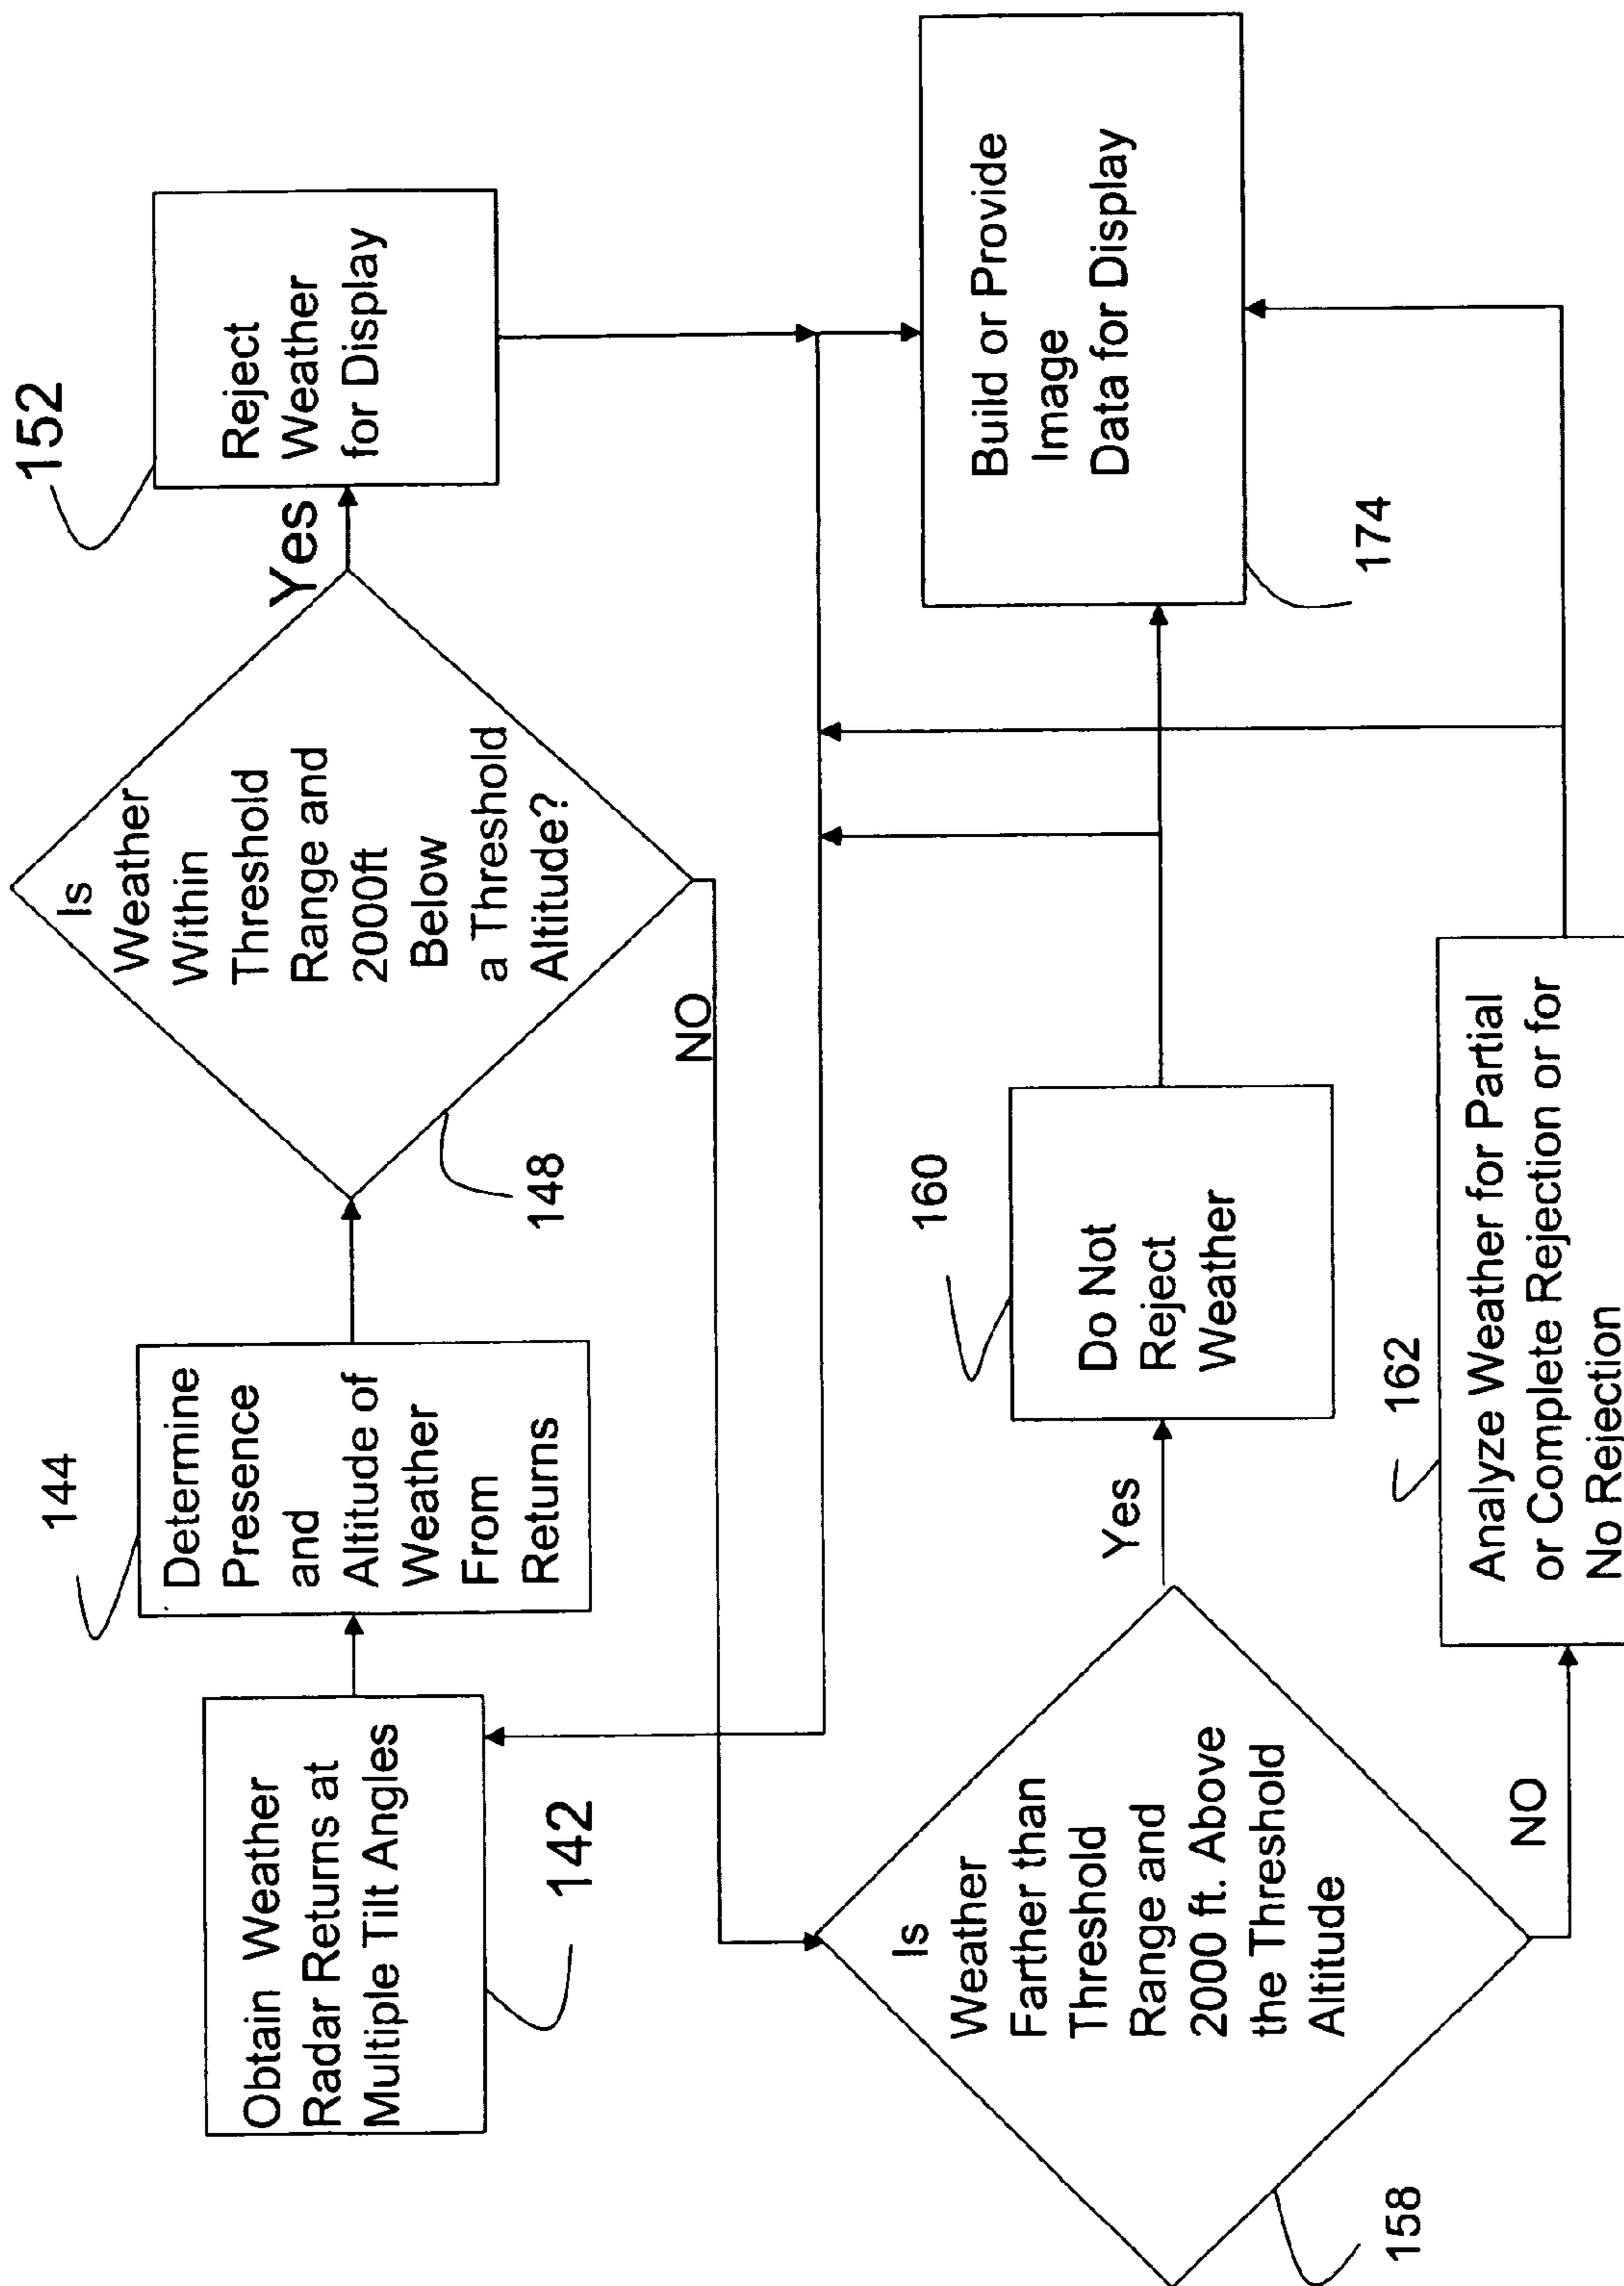 142
Obtain Weather
Radar Returns at
Multiple Tilt Angles
144
Determine
Presence
and
Altitude of
Weather
From
Returns
148
Is
Weather
Within
Threshold
Range and
2000ft
Below
a Threshold
Altitude?
Yes
NO
152
Reject
Weather
for Display
158
Is
Weather
Farther than
Threshold
Range and
2000 ft. Above
the Threshold
Altitude
Yes
NO
160
Do Not
Reject
Weather
162
Analyze Weather for Partial
or Complete Rejection or for
No Rejection
174
Build or Provide
Image
Data for Display